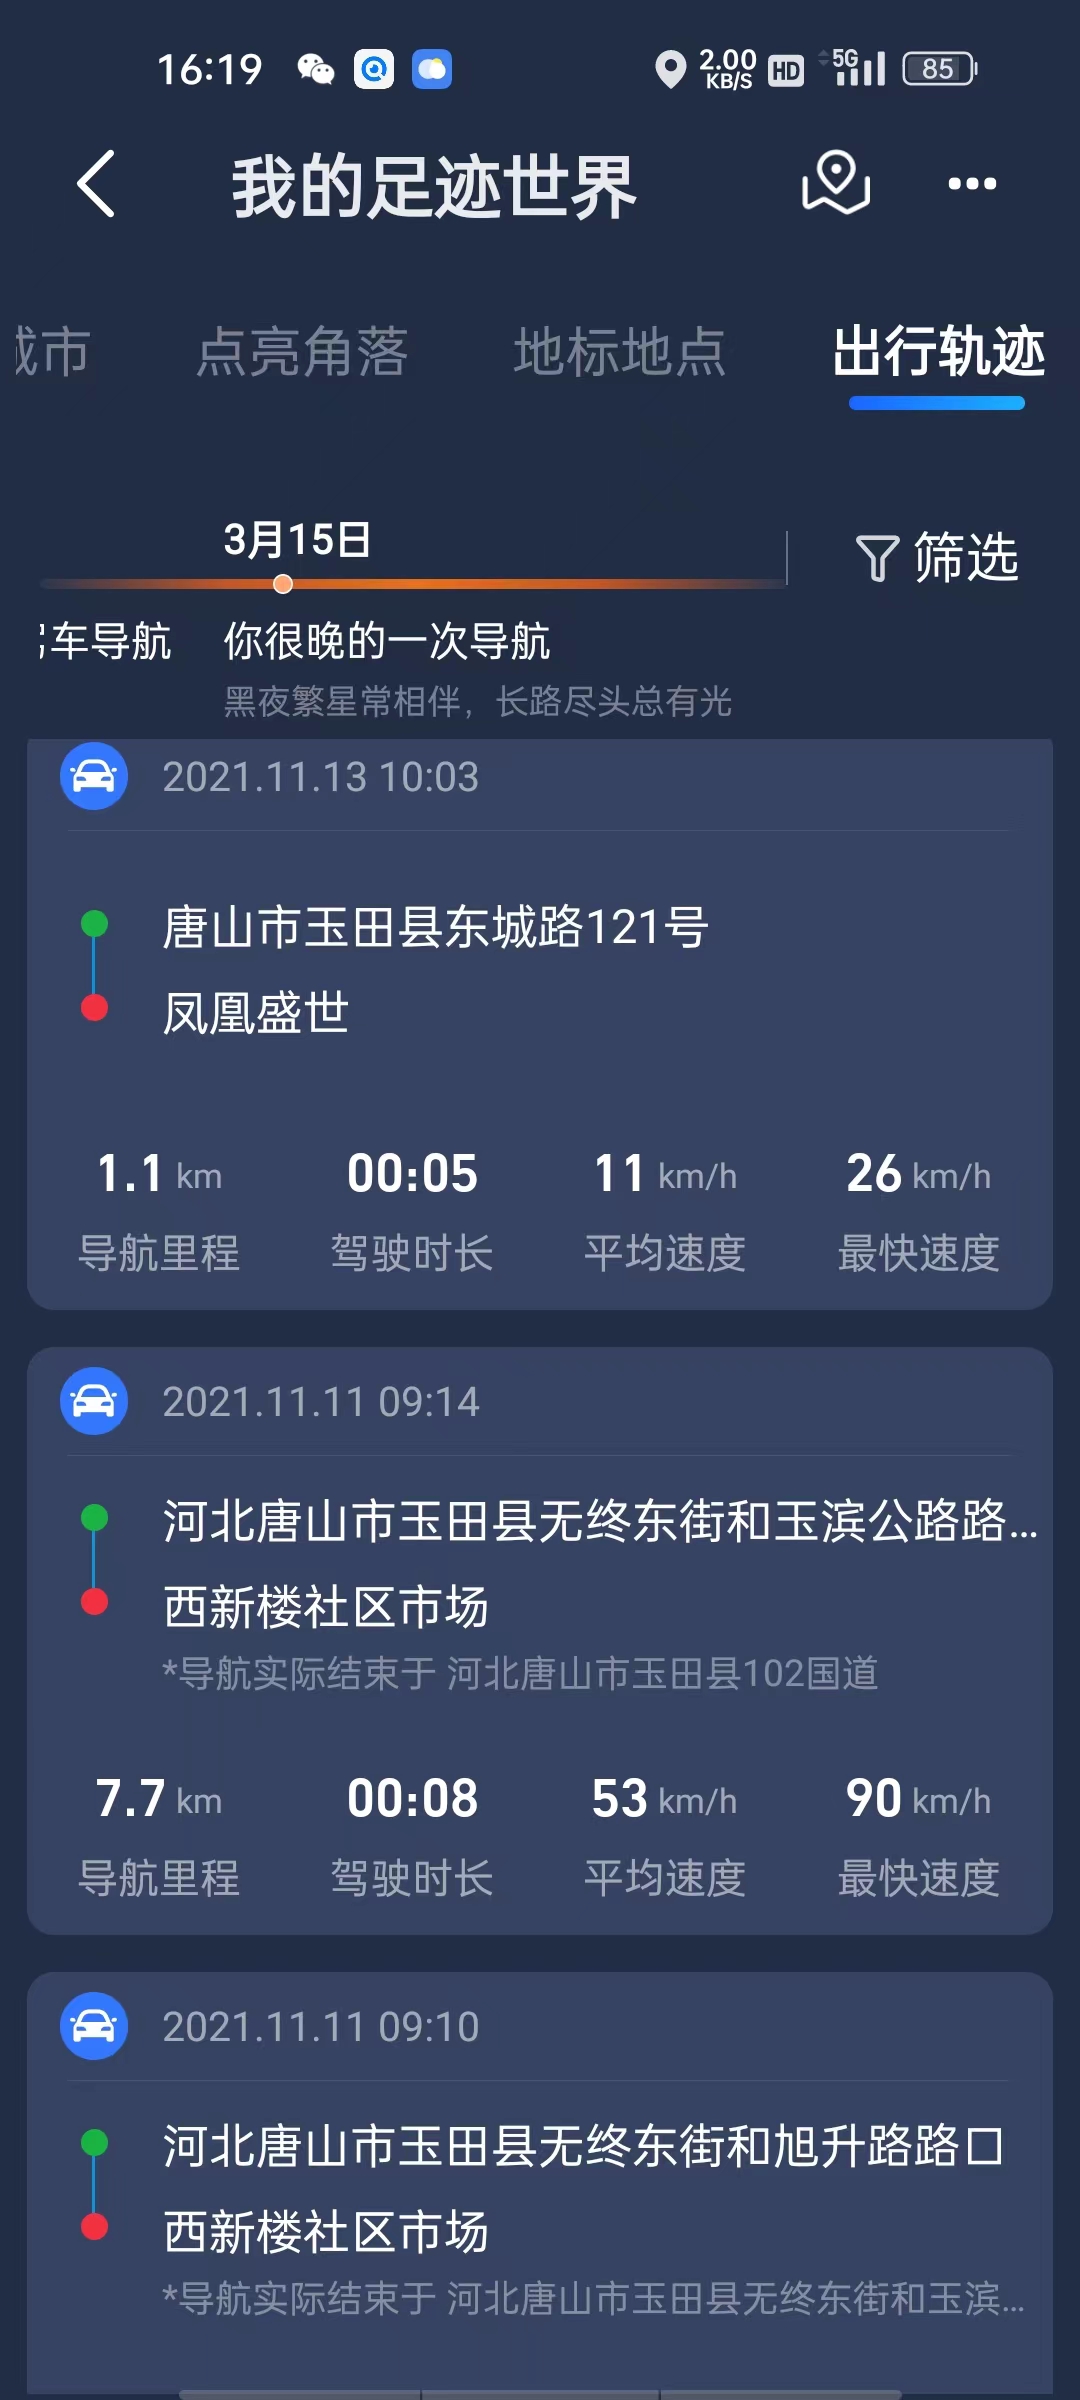 16:19 2.00 KB/S HD 5G 85
我的足迹世界
城市 点亮角落 地标地点 出行轨迹
3月15日
筛选
车导航 你很晚的一次导航
黑夜繁星常相伴，长路尽头总有光
2021.11.13 10:03
唐山市玉田县东城路121号
凤凰盛世
1.1 km 00:05 11 km/h 26 km/h
导航里程 驾驶时长 平均速度 最快速度
2021.11.11 09:14
河北唐山市玉田县无终东街和玉滨公路路...
西新楼社区市场
*导航实际结束于 河北唐山市玉田县102国道
7.7 km 00:08 53 km/h 90 km/h
导航里程 驾驶时长 平均速度 最快速度
2021.11.11 09:10
河北唐山市玉田县无终东街和旭升路路口
西新楼社区市场
*导航实际结束于 河北唐山市玉田县无终东街和玉滨...